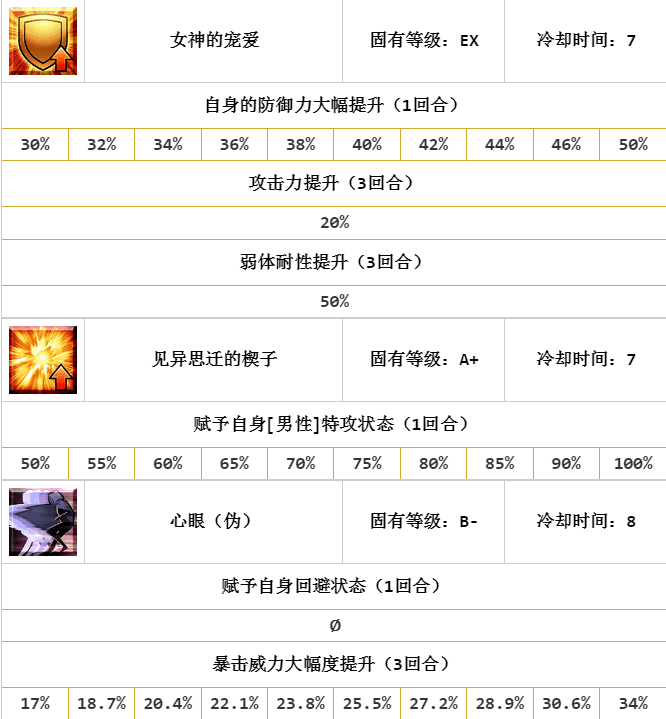 女神的宠爱 固有等级：EX 冷却时间：7
自身的防御力大幅提升（1回合）
30% 32% 34% 36% 38% 40% 42% 44% 46% 50%
攻击力提升（3回合）
20%
弱体耐性提升（3回合）
50%
见异思迁的楔子 固有等级：A+ 冷却时间：7
赋予自身[男性]特攻状态（1回合）
50% 55% 60% 65% 70% 75% 80% 85% 90% 100%
心眼（伪） 固有等级：B- 冷却时间：8
赋予自身回避状态（1回合）
Ø
暴击威力大幅度提升（3回合）
17% 18.7% 20.4% 22.1% 23.8% 25.5% 27.2% 28.9% 30.6% 34%